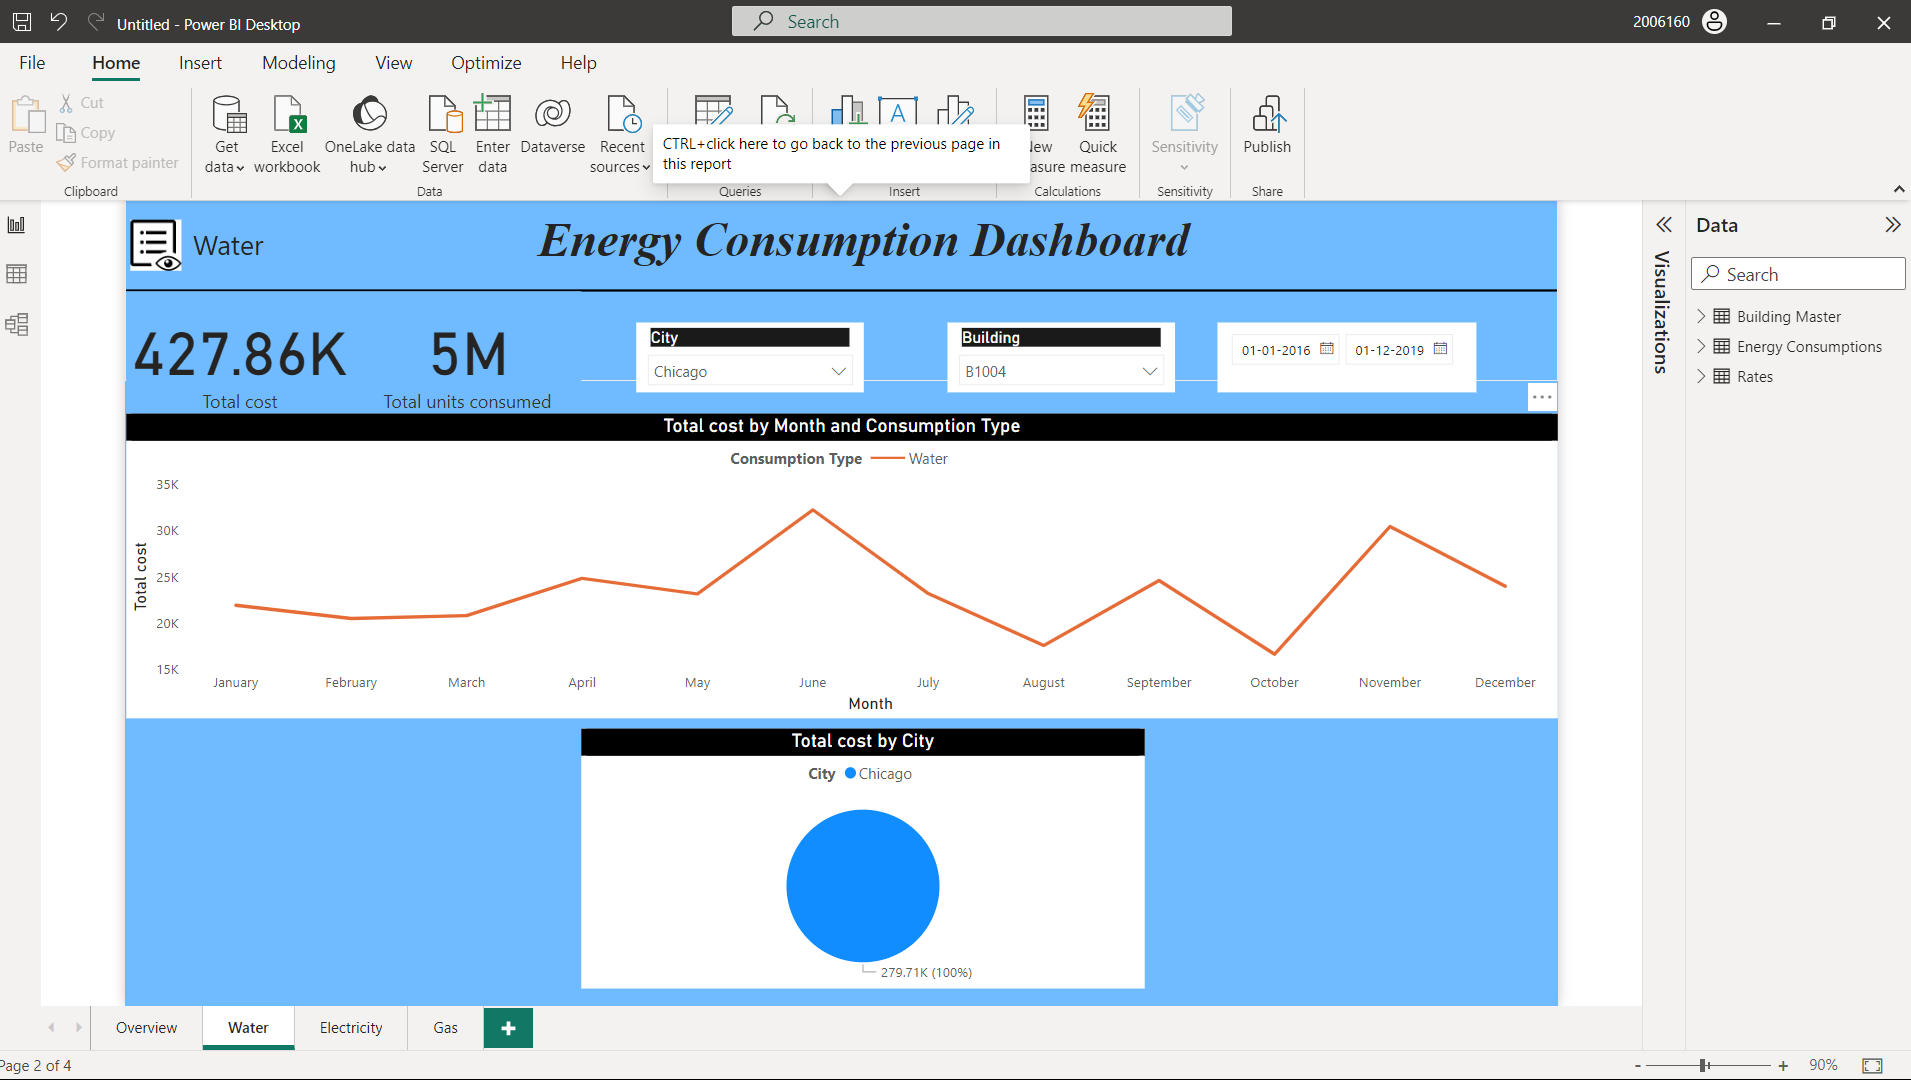 Untitled - Power BI Desktop
Search
2006160
File Home Insert Modeling View Optimize Help
Paste
Cut
Copy
Format painter
Clipboard
Get data
Excel workbook
OneLake data hub
SQL Server
Enter data
Dataverse
Recent sources
Data
Queries
Insert
Quick measure
Calculations
Sensitivity
Sensitivity
Publish
Share
CTRL+click here to go back to the previous page in
this report
Water
Energy Consumption Dashboard
427.86K
Total cost
5M
Total units consumed
City
Chicago
Building
B1004
01-01-2016
01-12-2019
Total cost by Month and Consumption Type
Consumption Type Water
Total cost
35K
30K
25K
20K
15K
January February March April May June July August September October November December
Month
Total cost by City
City Chicago
279.71K (100%)
Visualizations
Data
Search
Building Master
Energy Consumptions
Rates
Overview Water Electricity Gas
Page 2 of 4
90%